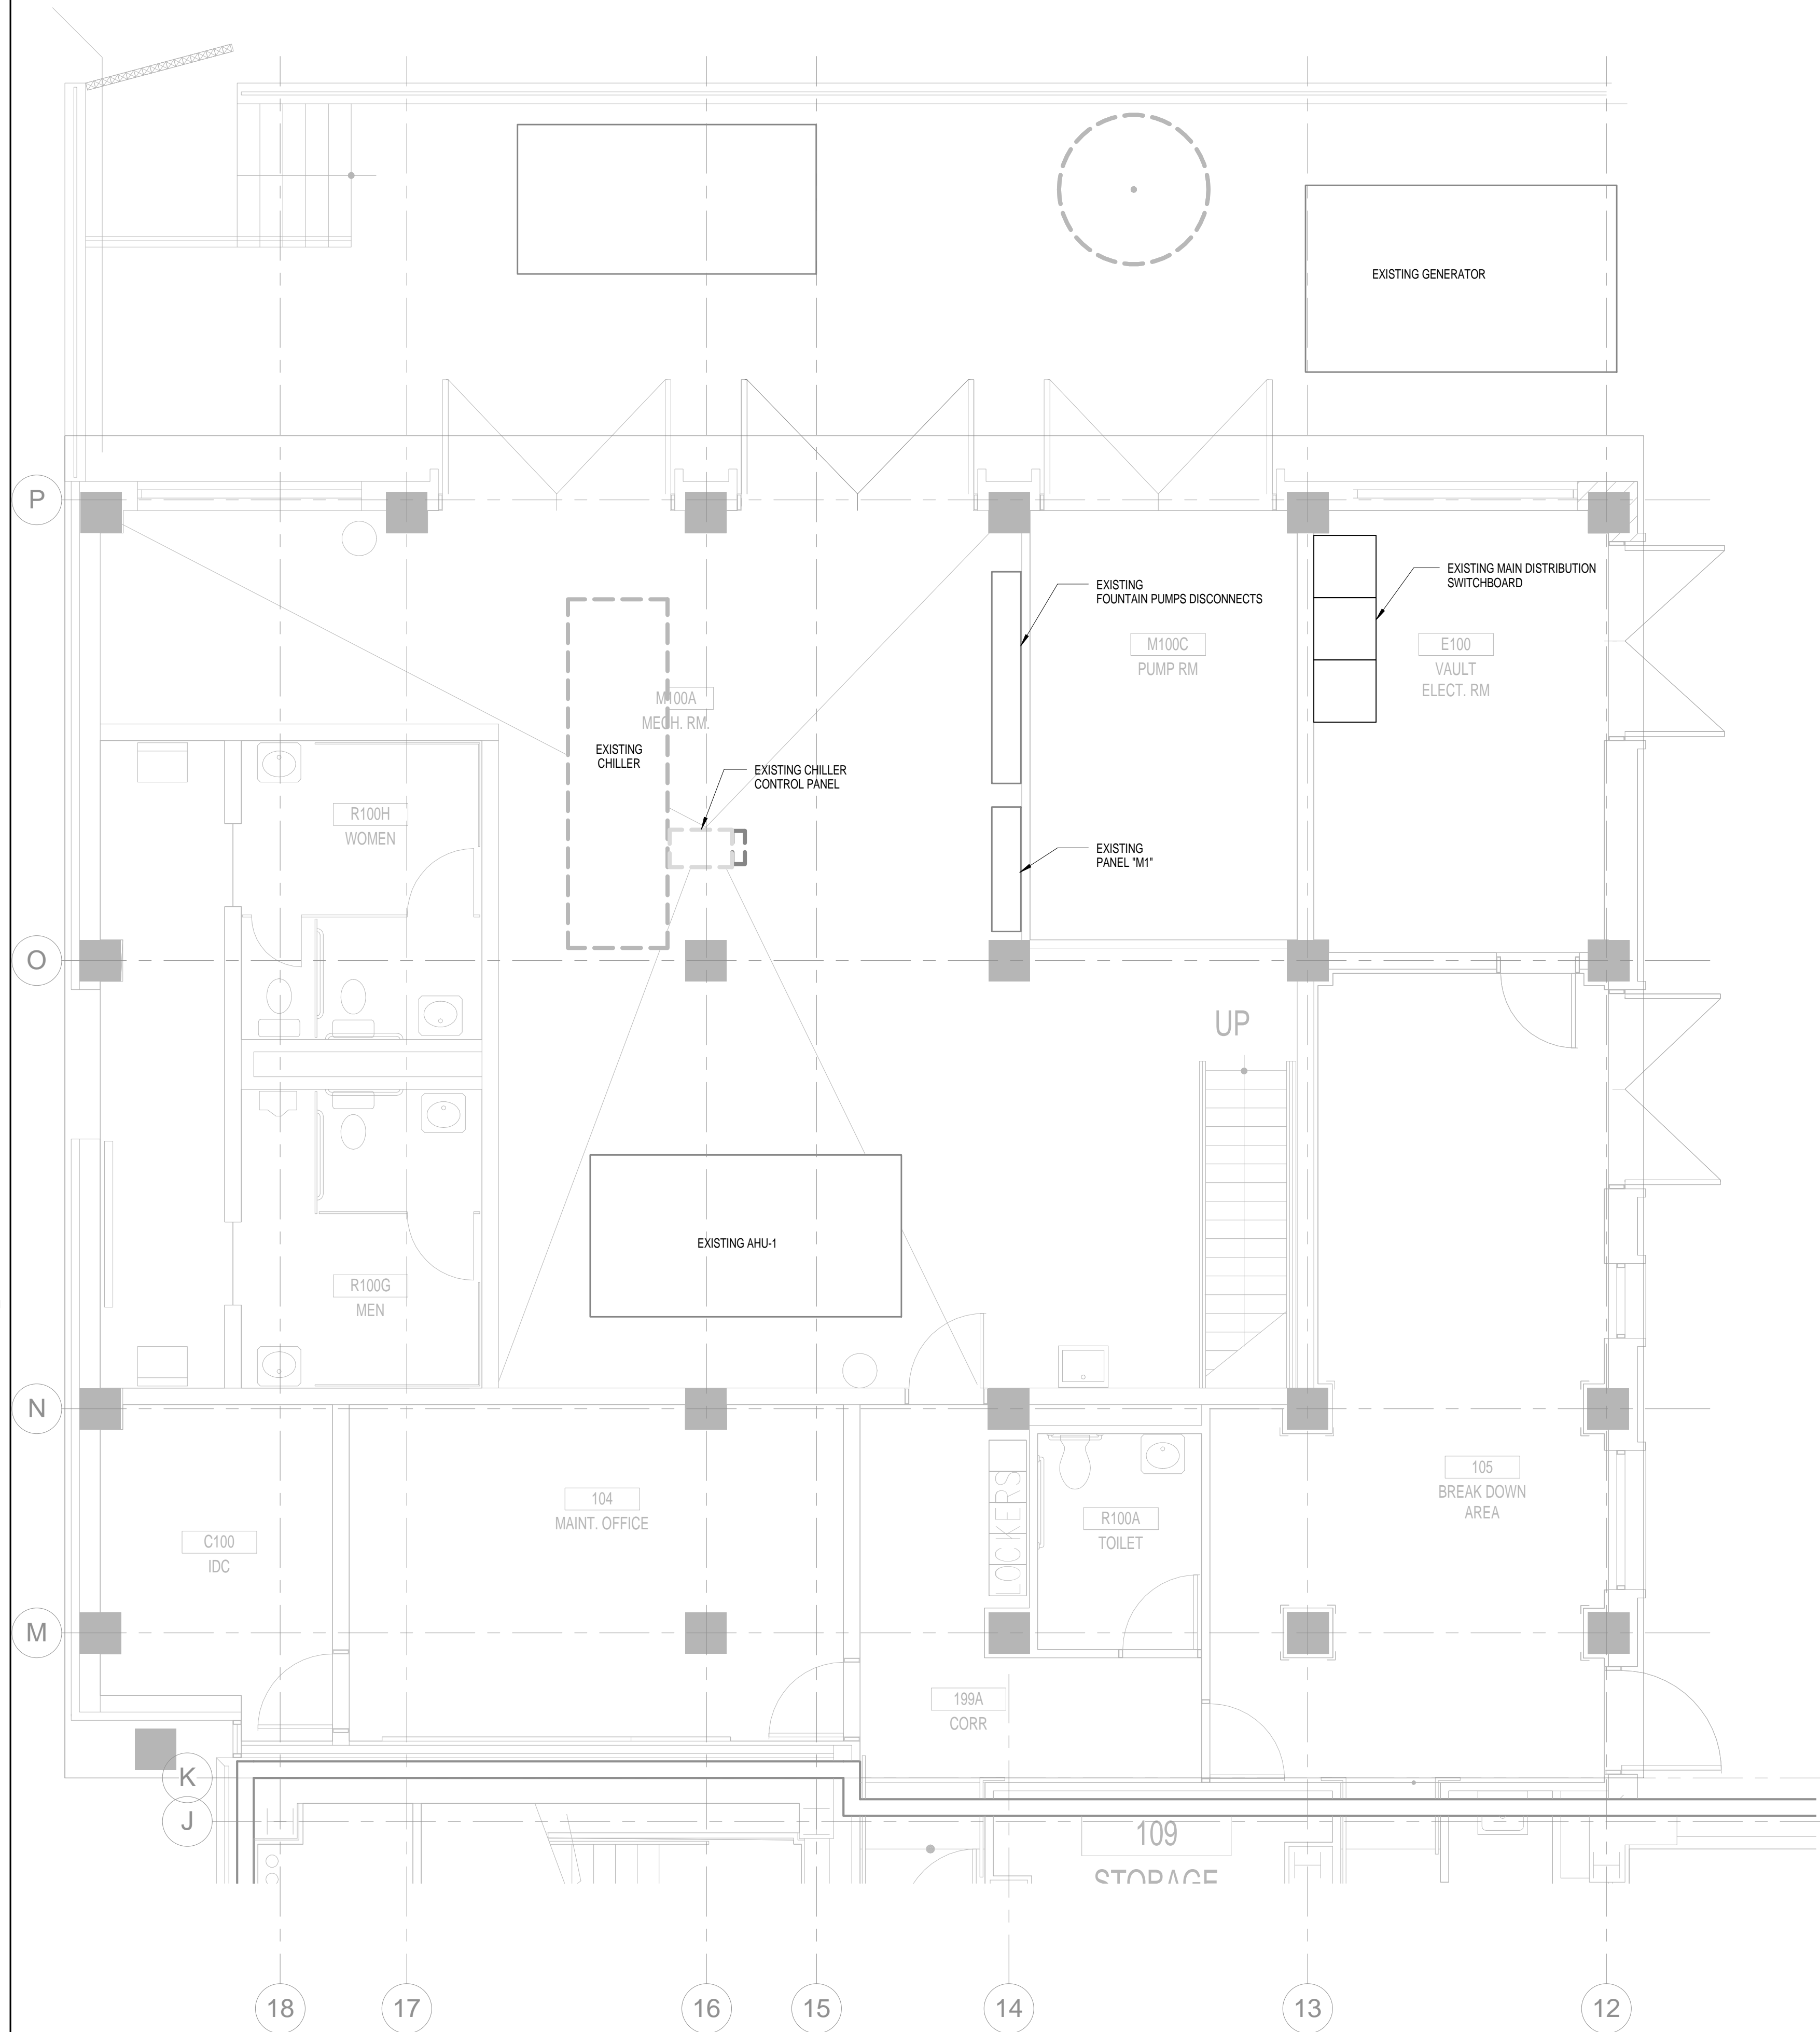 EXISTING GENERATOR
P
EXISTING
FOUNTAIN PUMPS DISCONNECTS
EXISTING MAIN DISTRIBUTION
SWITCHBOARD
M100C
PUMP RM
E100
VAULT
ELECT. RM
M100A
MECH. RM.
EXISTING
CHILLER
EXISTING CHILLER
CONTROL PANEL
R100H
WOMEN
EXISTING
PANEL "M1"
O
UP
EXISTING AHU-1
R100G
MEN
N
105
BREAK DOWN
AREA
104
MAINT. OFFICE
LOCKERS
R100A
TOILET
C100
IDC
M
199A
CORR
K
J
109
STORAGE
18
17
16
15
14
13
12